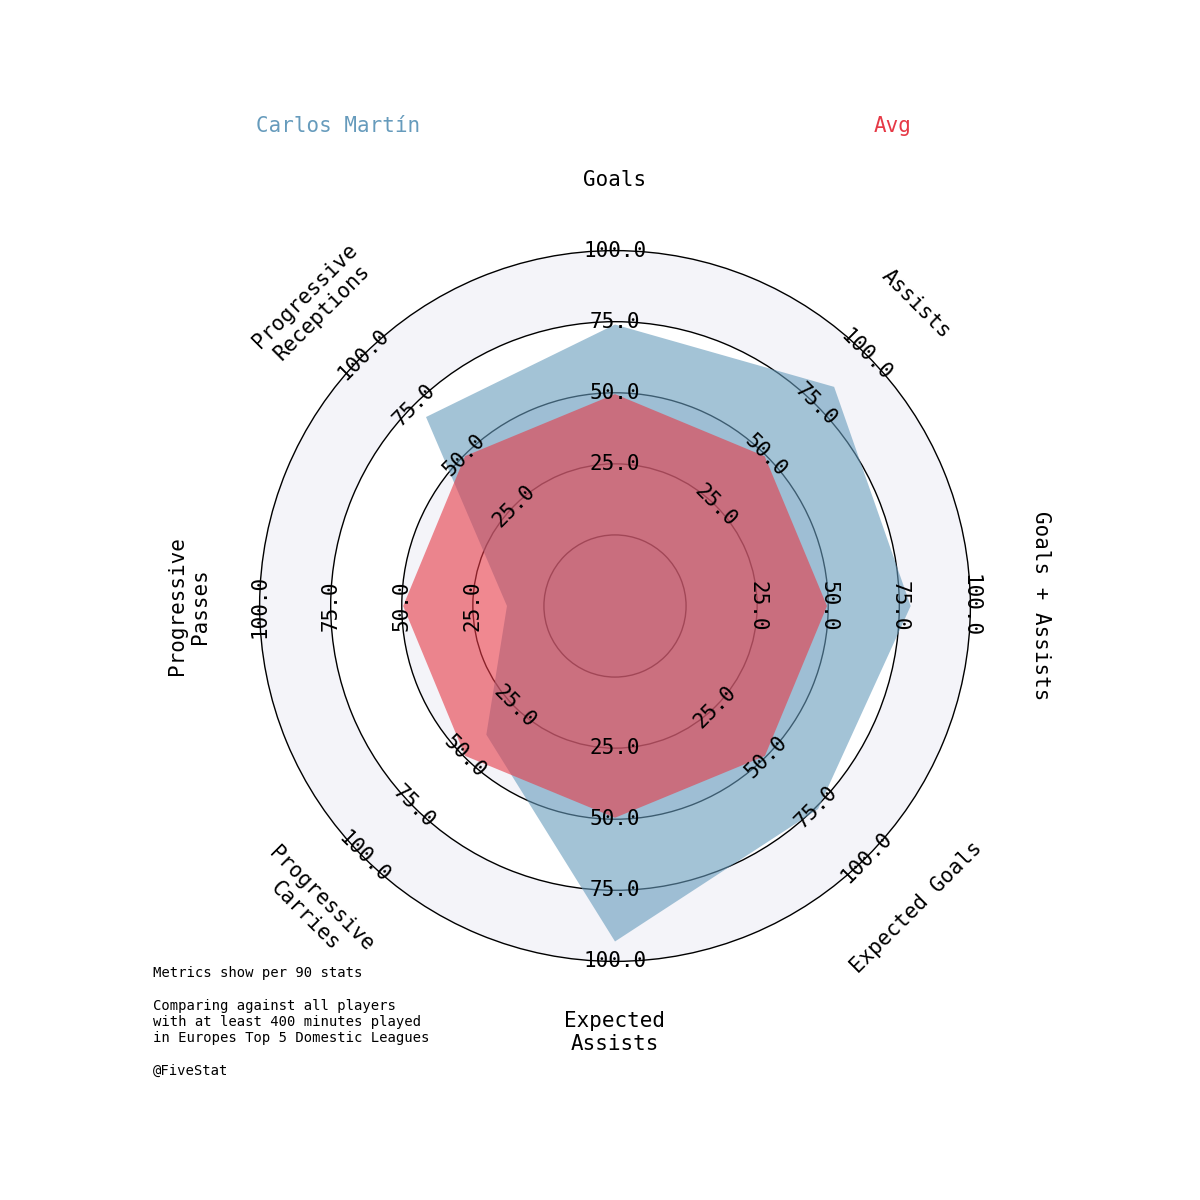 Carlos Martín
Avg
Goals
Assists
Goals + Assists
Expected Goals
Expected
Assists
Progressive
Carries
Progressive
Passes
Progressive
Receptions
25.0
50.0
75.0
100.0
25.0
50.0
75.0
100.0
25.0
50.0
75.0
100.0
25.0
50.0
75.0
100.0
25.0
50.0
75.0
100.0
25.0
50.0
75.0
100.0
25.0
50.0
75.0
100.0
25.0
50.0
75.0
100.0
Metrics show per 90 stats
Comparing against all players
with at least 400 minutes played
in Europes Top 5 Domestic Leagues
@FiveStat